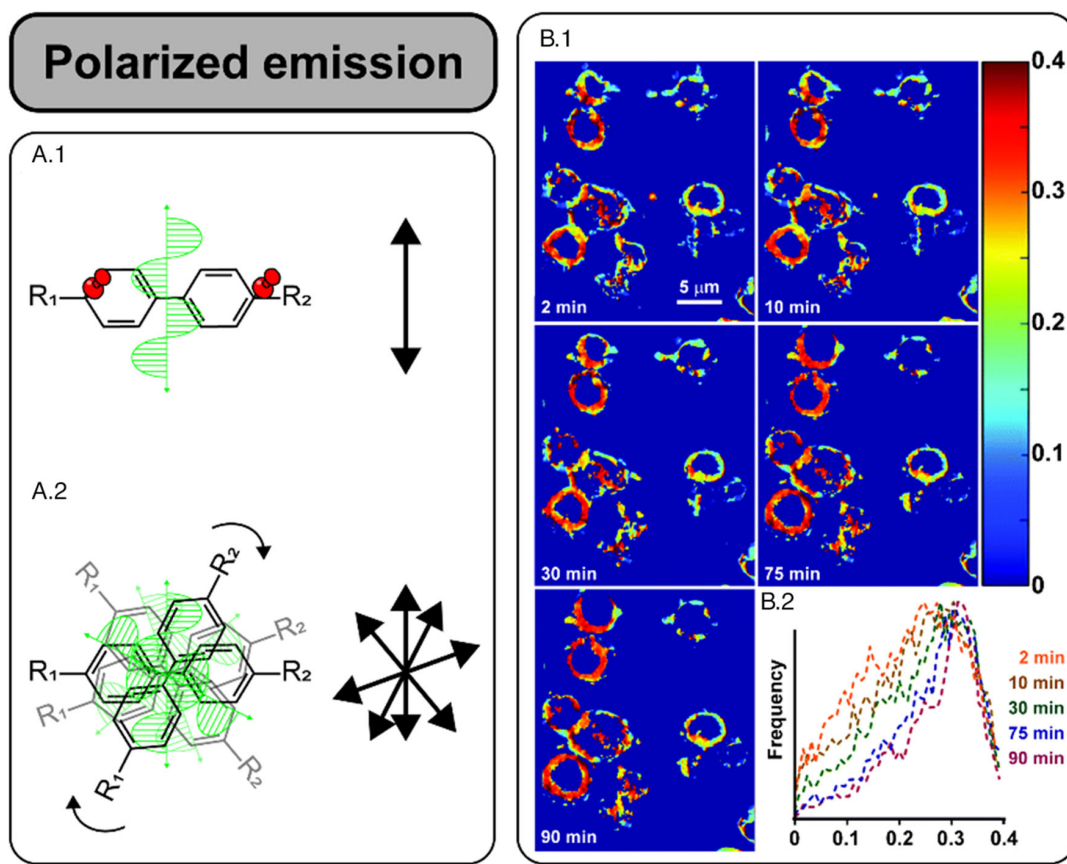 Polarized emission
A.1
R₁
R₂
A.2
R₂
R₁
R₂
R₁
R₂
R₁
R₁
R₂
B.1
2 min
5 μm
10 min
30 min
75 min
90 min
0.4
0.3
0.2
0.1
0
B.2
Frequency
2 min
10 min
30 min
75 min
90 min
0 0.1 0.2 0.3 0.4